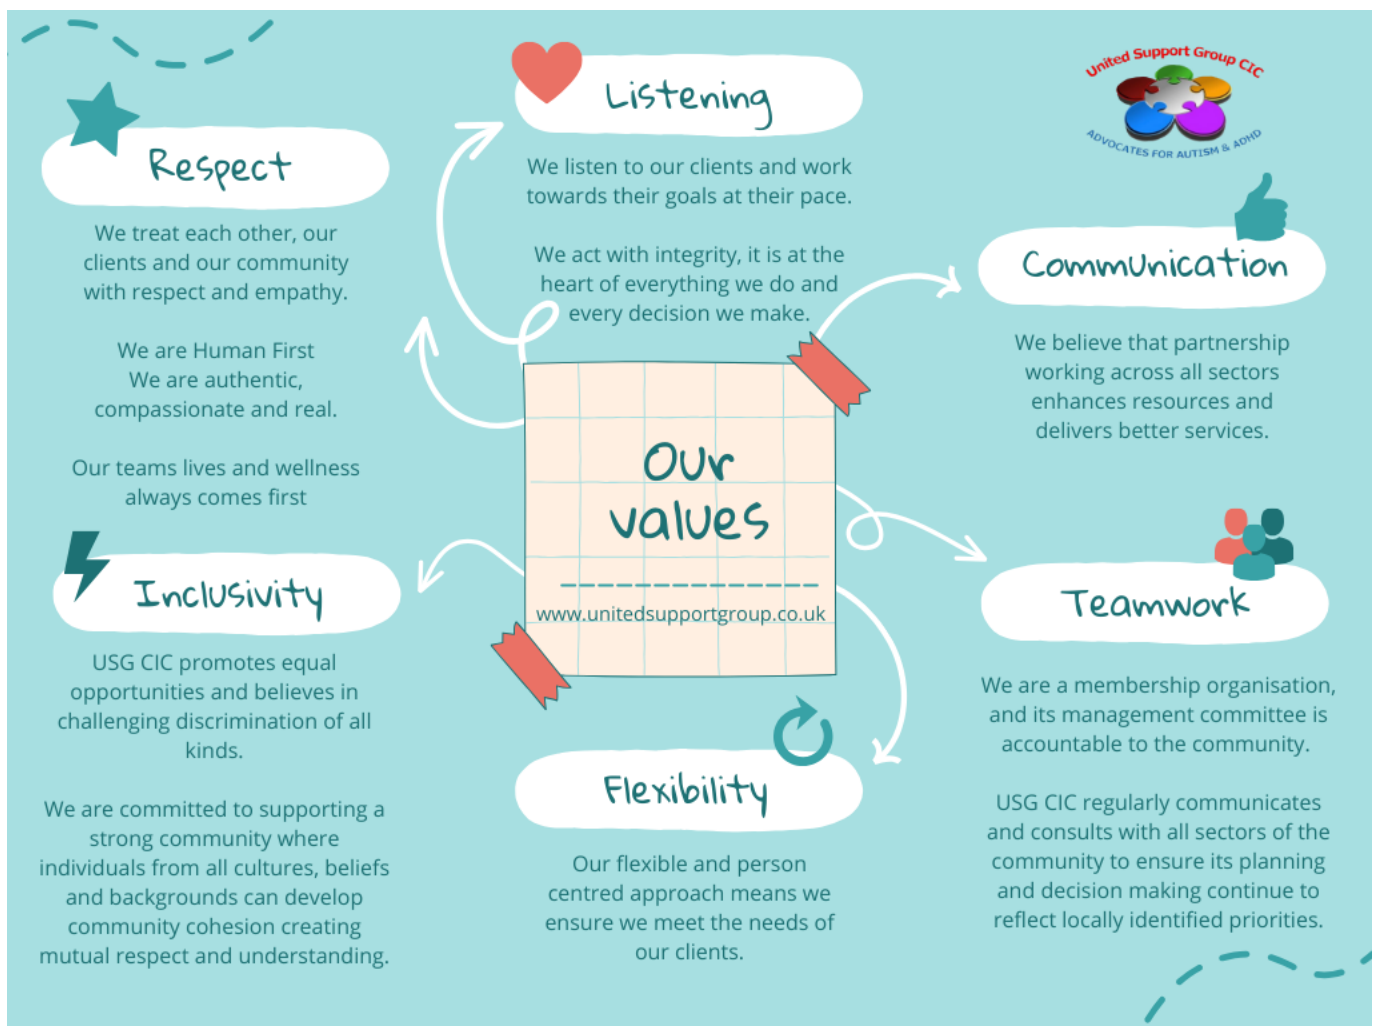 Respect
We treat each other, our
clients and our community
with respect and empathy.
We are Human First
We are authentic,
compassionate and real.
Our teams lives and wellness
always comes first
Listening
We listen to our clients and work
towards their goals at their pace.
We act with integrity, it is at the
heart of everything we do and
every decision we make.
United Support Group CIC
ADVOCATES FOR AUTISM & ADHD
Communication
We believe that partnership
working across all sectors
enhances resources and
delivers better services.
Our
values
www.unitedsupportgroup.co.uk
Inclusivity
USG CIC promotes equal
opportunities and believes in
challenging discrimination of all
kinds.
We are committed to supporting a
strong community where
individuals from all cultures, beliefs
and backgrounds can develop
community cohesion creating
mutual respect and understanding.
Flexibility
Our flexible and person
centred approach means we
ensure we meet the needs of
our clients.
Teamwork
We are a membership organisation,
and its management committee is
accountable to the community.
USG CIC regularly communicates
and consults with all sectors of the
community to ensure its planning
and decision making continue to
reflect locally identified priorities.